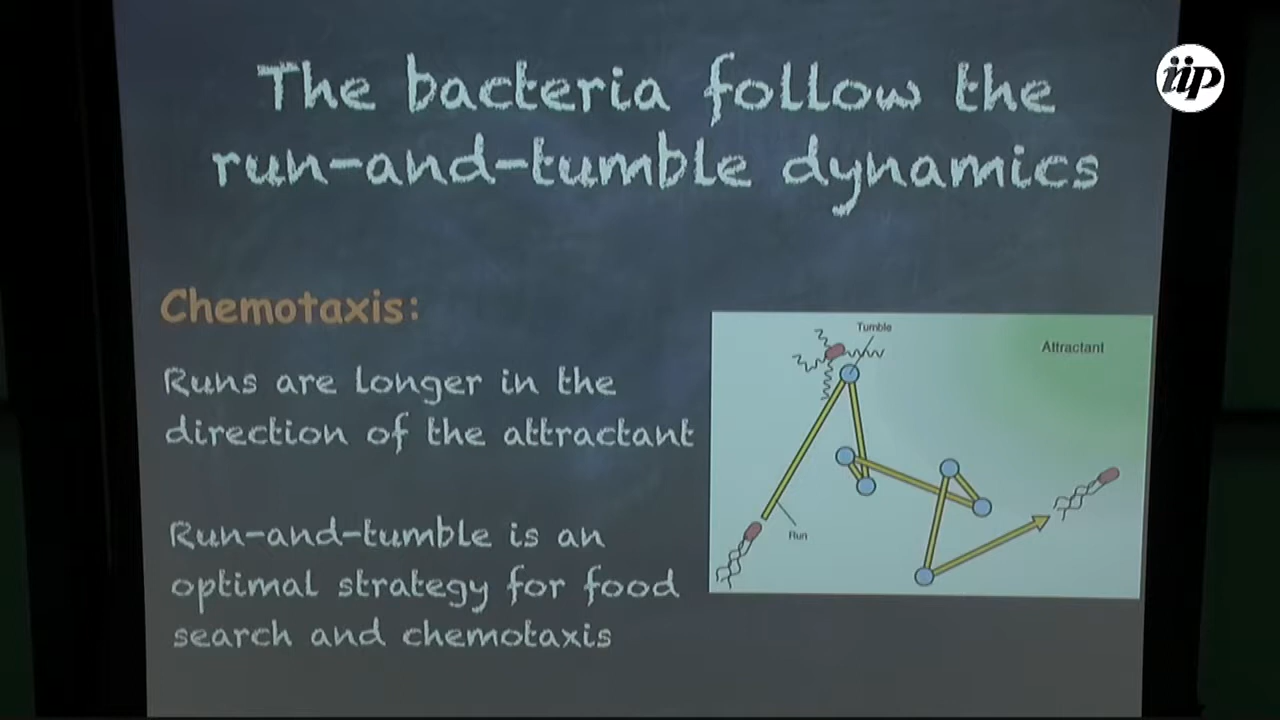 The bacteria follow the
run-and-tumble dynamics
iip
Chemotaxis:
Runs are longer in the
direction of the attractant
Run-and-tumble is an
optimal strategy for food
search and chemotaxis
Tumble
Attractant
Run